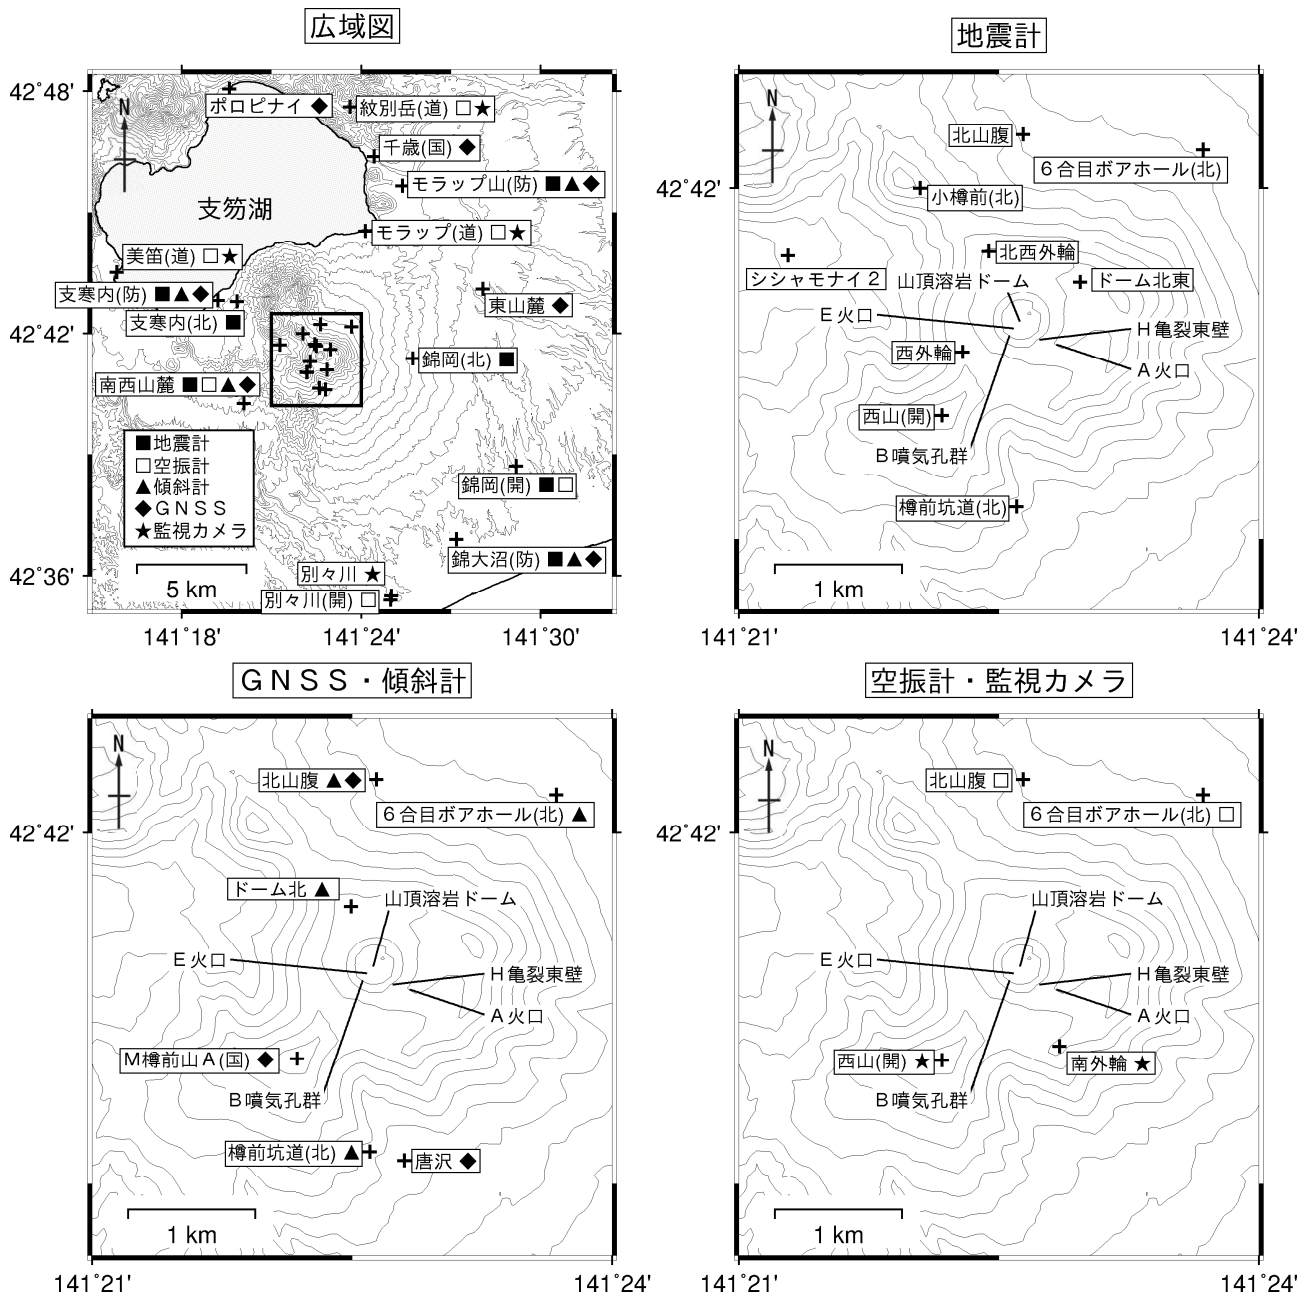 広域図
42°48'
42°42'
42°36'
141°18'
141°24'
141°30'
N
ポロピナイ ◆
紋別岳(道) □★
千歳(国) ◆
モラップ山(防) ■▲◆
支笏湖
モラップ(道) □★
美笛(道) □★
支寒内(防) ■▲◆
支寒内(北) ■
東山麓 ◆
錦岡(北) ■
南西山麓 ■□▲◆
■地震計
□空振計
▲傾斜計
◆GNSS
★監視カメラ
錦岡(開) ■□
錦大沼(防) ■▲◆
別々川 ★
別々川(開) □
5 km
地震計
42°42'
141°21'
141°24'
N
北山腹
6合目ボアホール(北)
小樽前(北)
北西外輪
シシャモナイ2
山頂溶岩ドーム
ドーム北東
E火口
H亀裂東壁
西外輪
A火口
西山(開)
B噴気孔群
樽前坑道(北)
1 km
GNSS・傾斜計
42°42'
141°21'
141°24'
N
北山腹 ▲◆
6合目ボアホール(北) ▲
ドーム北 ▲
山頂溶岩ドーム
E火口
H亀裂東壁
A火口
M樽前山A(国) ◆
B噴気孔群
樽前坑道(北) ▲
唐沢 ◆
1 km
空振計・監視カメラ
42°42'
141°21'
141°24'
N
北山腹 □
6合目ボアホール(北) □
山頂溶岩ドーム
E火口
H亀裂東壁
A火口
西山(開) ★
南外輪 ★
B噴気孔群
1 km